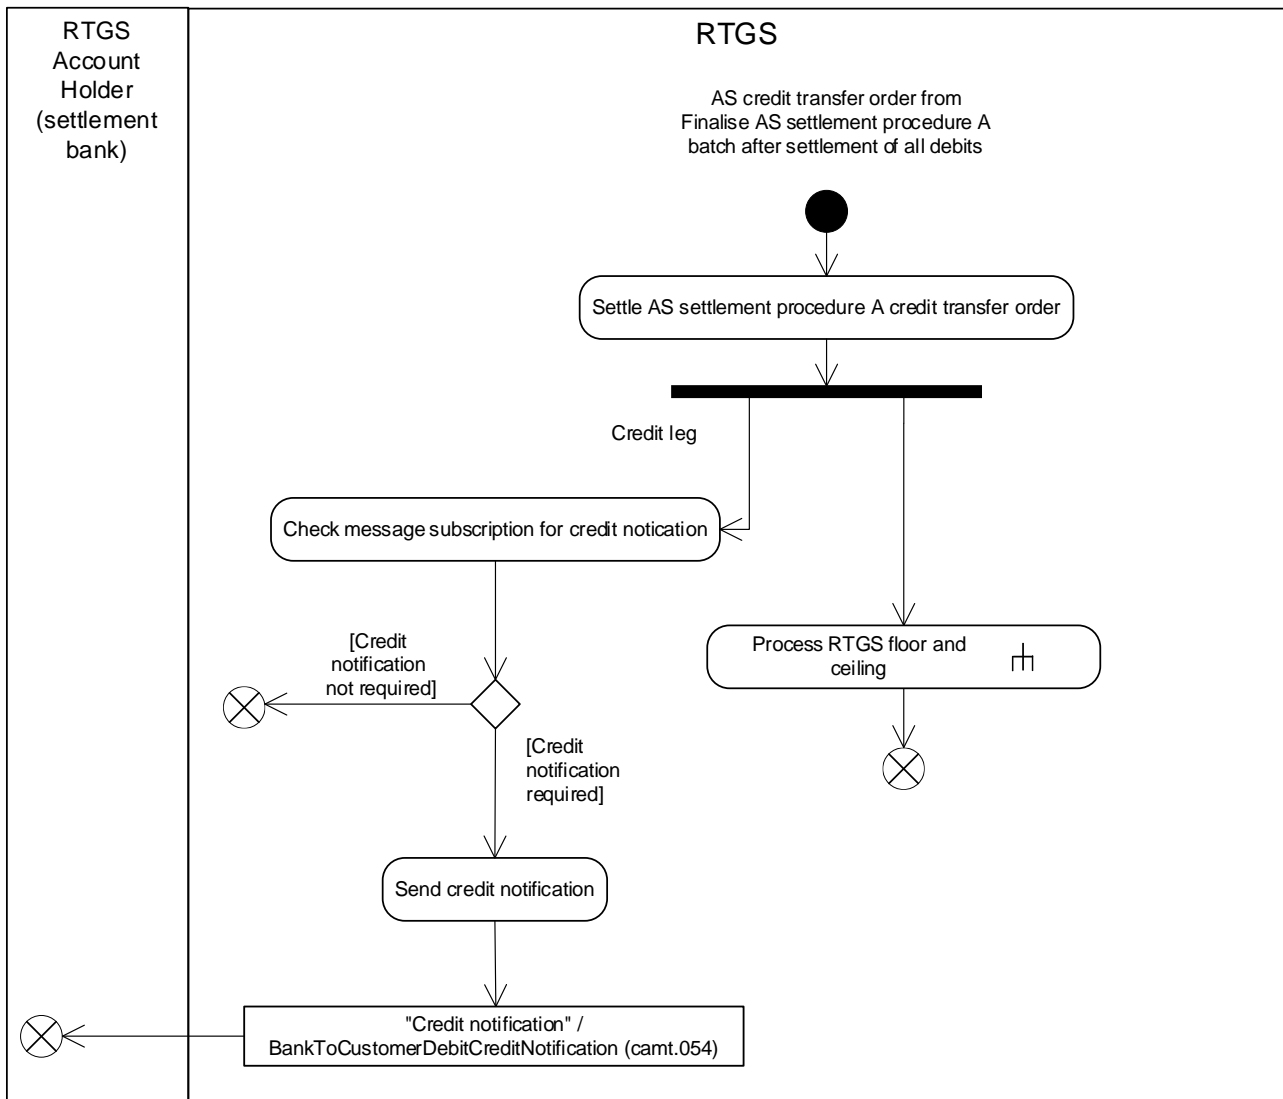 RTGS
Account
Holder
(settlement
bank)
RTGS
AS credit transfer order from
Finalise AS settlement procedure A
batch after settlement of all debits
Settle AS settlement procedure A credit transfer order
Credit leg
Check message subscription for credit notication
[Credit
notification
not required]
Process RTGS floor and
ceiling
[Credit
notification
required]
Send credit notification
"Credit notification" /
BankToCustomerDebitCreditNotification (camt.054)